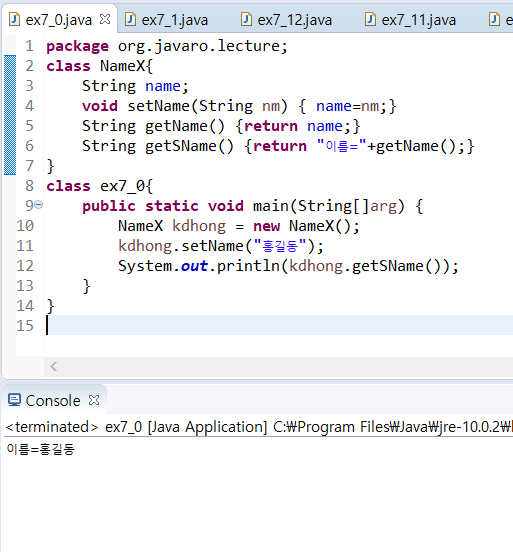 ex7_0.java ex7_1.java ex7_12.java ex7_11.java e
1 package org.javaro.lecture;
2 class NameX{
3 String name;
4 void setName(String nm) { name=nm;}
5 String getName() {return name;}
6 String getSName() {return "이름="+getName();}
7 }
8 class ex7_0{
9 public static void main(String[]arg) {
10 NameX kdhong = new NameX();
11 kdhong.setName("홍길동");
12 System.out.println(kdhong.getSName());
13 }
14 }
15
Console
<terminated> ex7_0 [Java Application] C:₩Program Files₩Java₩jre-10.0.2₩
이름=홍길동